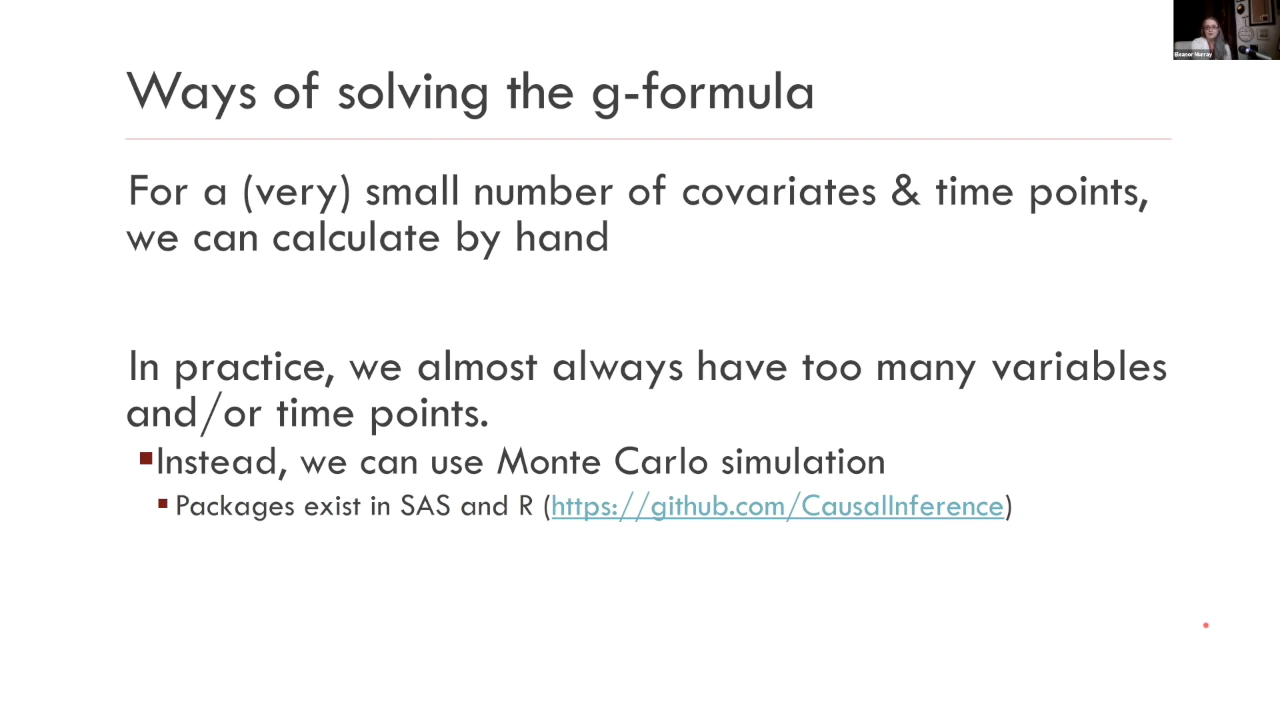 Eleanor Murray
Ways of solving the g-formula
For a (very) small number of covariates & time points,
we can calculate by hand
In practice, we almost always have too many variables
and/or time points.
▪Instead, we can use Monte Carlo simulation
▪Packages exist in SAS and R (https://github.com/CausalInference)